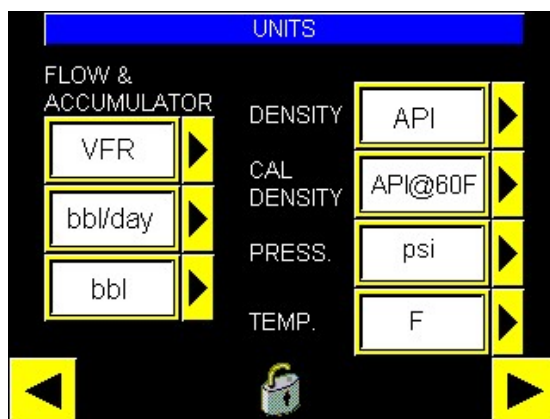 UNITS
FLOW &
ACCUMULATOR
VFR
bbl/day
bbl
DENSITY
API
CAL
DENSITY
API@60F
PRESS.
psi
TEMP.
F